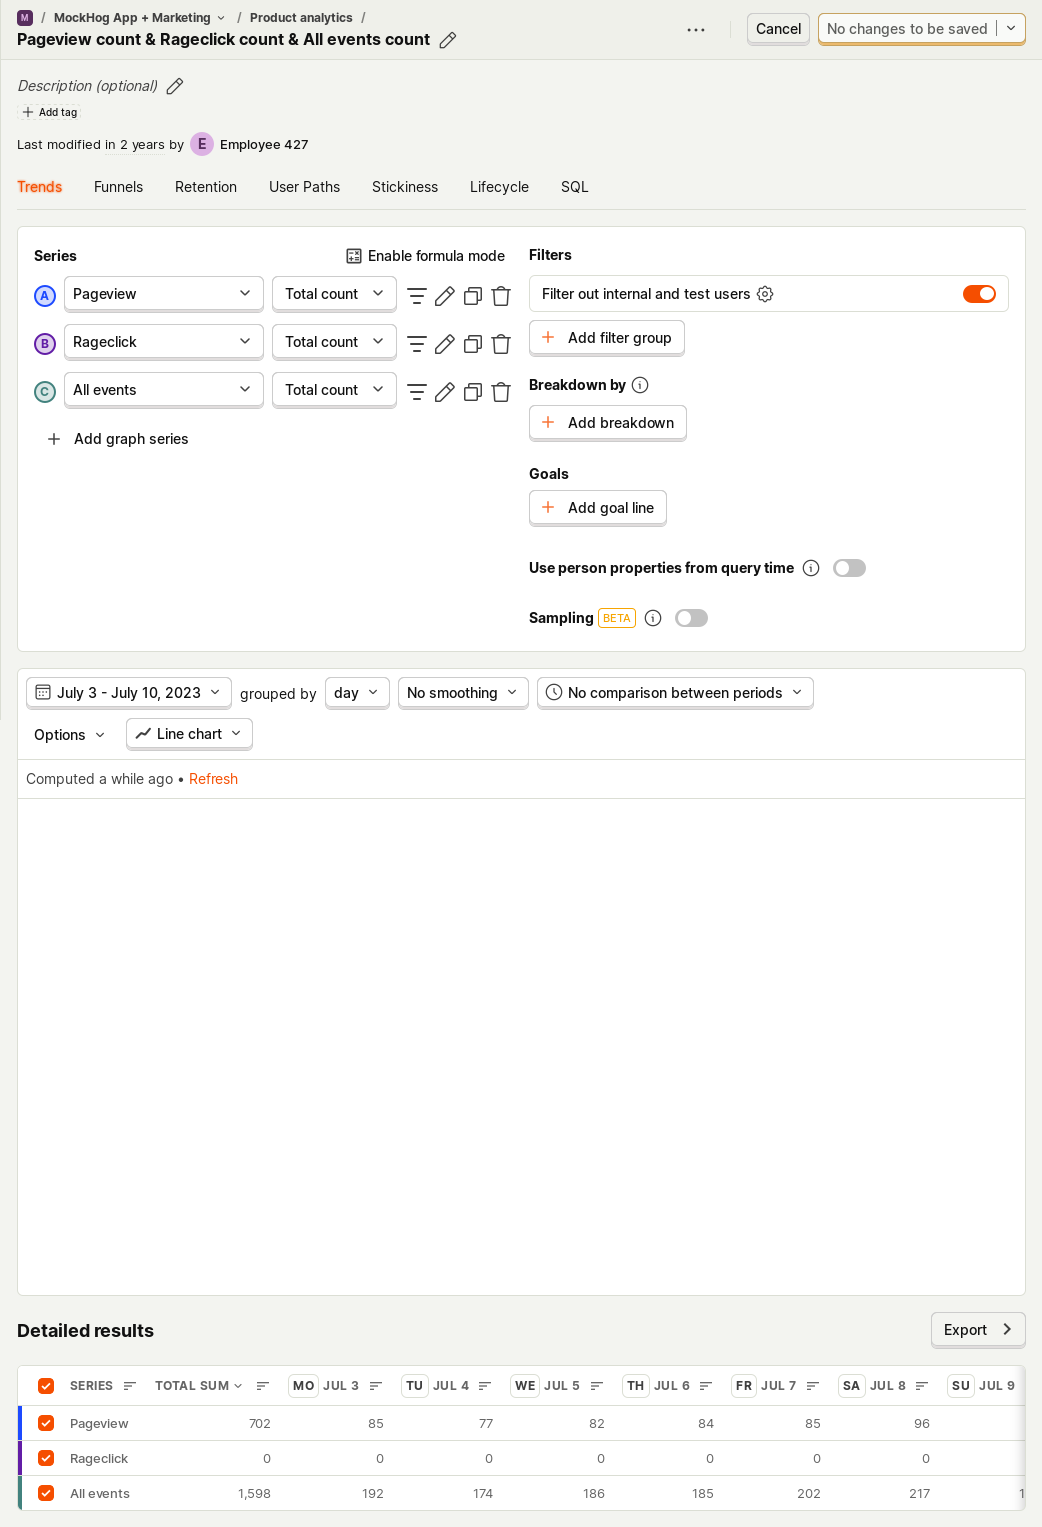 M / MockHog App + Marketing / Product analytics /
Pageview count & Rageclick count & All events count
Cancel
No changes to be saved
Description (optional)
Add tag
Last modified in 2 years by E Employee 427
Trends Funnels Retention User Paths Stickiness Lifecycle SQL
Series
Enable formula mode
A Pageview Total count
B Rageclick Total count
C All events Total count
Add graph series
Filters
Filter out internal and test users
Add filter group
Breakdown by
Add breakdown
Goals
Add goal line
Use person properties from query time
Sampling BETA
July 3 - July 10, 2023 grouped by day No smoothing No comparison between periods
Options Line chart
Computed a while ago • Refresh
Detailed results
Export
SERIES TOTAL SUM MO JUL 3 TU JUL 4 WE JUL 5 TH JUL 6 FR JUL 7 SA JUL 8 SU JUL 9
Pageview 702 85 77 82 84 85 96
Rageclick 0 0 0 0 0 0 0
All events 1,598 192 174 186 185 202 217